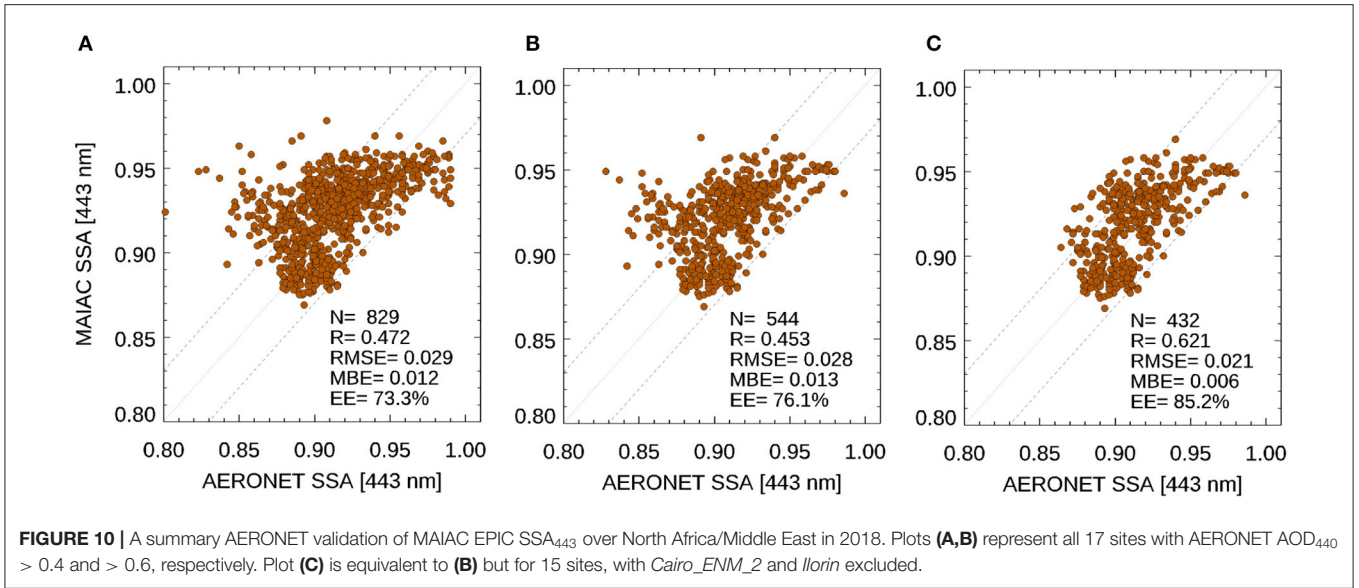 A
B
C
MAIAC SSA [443 nm]
1.00
0.95
0.90
0.85
0.80
N= 829
R= 0.472
RMSE= 0.029
MBE= 0.012
EE= 73.3%
0.80 0.85 0.90 0.95 1.00
AERONET SSA [443 nm]
1.00
0.95
0.90
0.85
0.80
N= 544
R= 0.453
RMSE= 0.028
MBE= 0.013
EE= 76.1%
0.80 0.85 0.90 0.95 1.00
AERONET SSA [443 nm]
1.00
0.95
0.90
0.85
0.80
N= 432
R= 0.621
RMSE= 0.021
MBE= 0.006
EE= 85.2%
0.80 0.85 0.90 0.95 1.00
AERONET SSA [443 nm]
FIGURE 10 | A summary AERONET validation of MAIAC EPIC SSA₄₄₃ over North Africa/Middle East in 2018. Plots (A,B) represent all 17 sites with AERONET AOD₄₄₀
> 0.4 and > 0.6, respectively. Plot (C) is equivalent to (B) but for 15 sites, with Cairo_ENM_2 and Ilorin excluded.